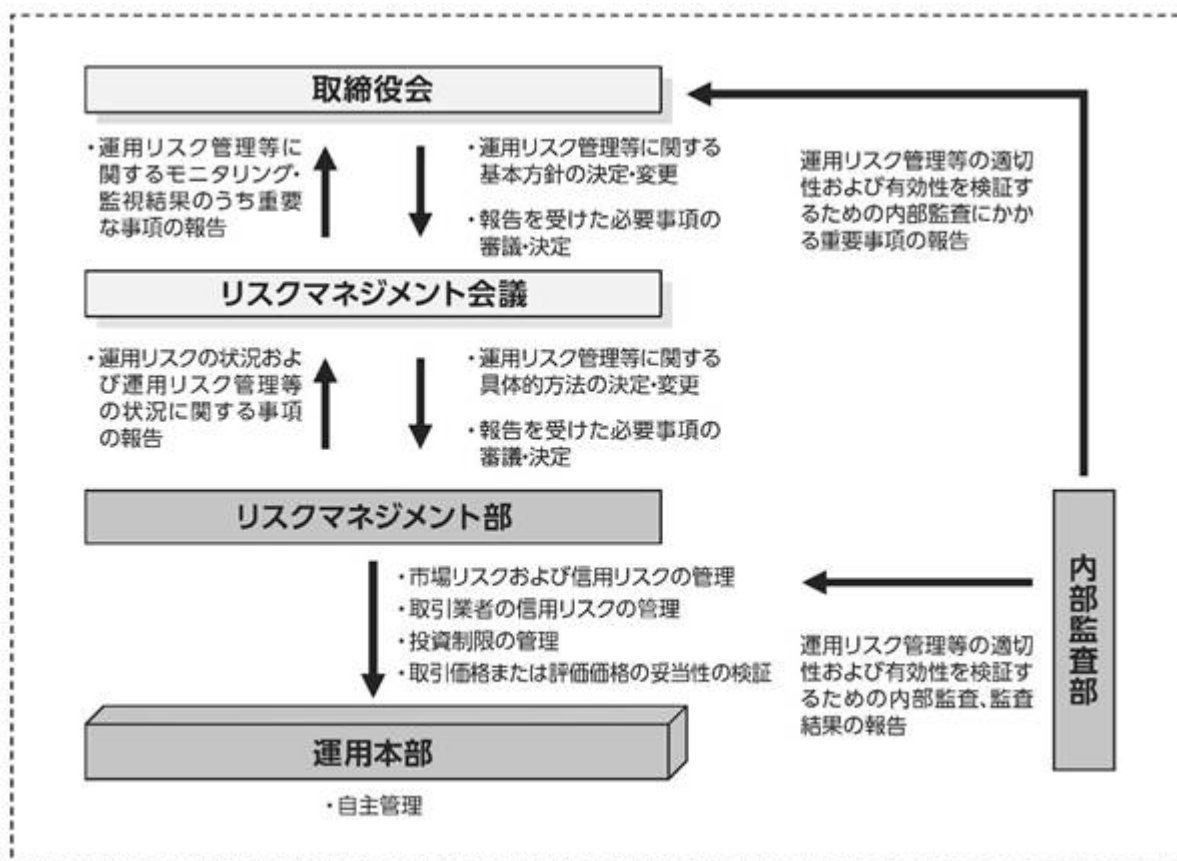 取締役会
・運用リスク管理等に
関するモニタリング・
監視結果のうち重要
な事項の報告
・運用リスク管理等に関する
基本方針の決定・変更
・報告を受けた必要事項の
審議・決定
運用リスク管理等の適切
性および有効性を検証す
るための内部監査にかか
る重要事項の報告
リスクマネジメント会議
・運用リスクの状況およ
び運用リスク管理等
の状況に関する事項
の報告
・運用リスク管理等に関する
具体的方法の決定・変更
・報告を受けた必要事項の
審議・決定
リスクマネジメント部
・市場リスクおよび信用リスクの管理
・取引業者の信用リスクの管理
・投資制限の管理
・取引価格または評価価格の妥当性の検証
運用リスク管理等の適切
性および有効性を検証す
るための内部監査、監査
結果の報告
内部監査部
運用本部
・自主管理